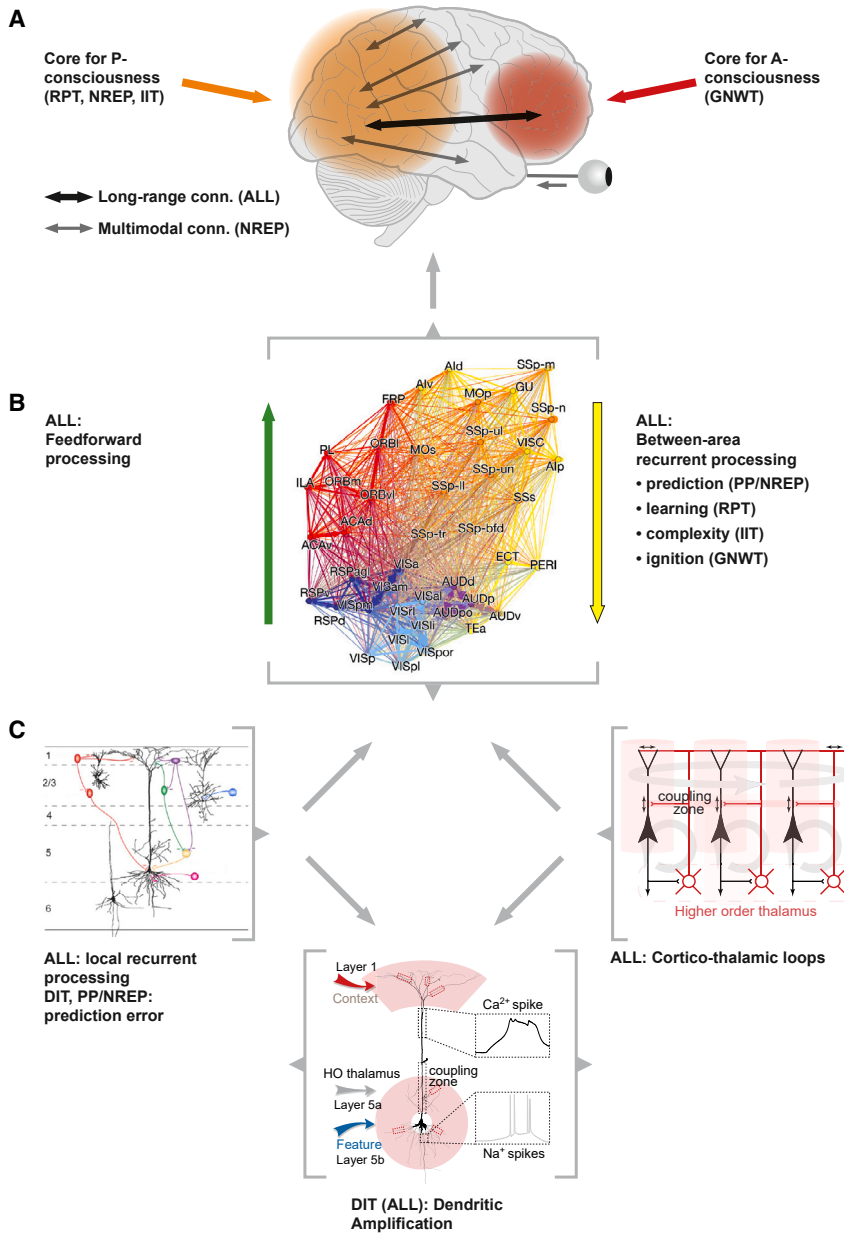 A
Core for P-
consciousness
(RPT, NREP, IIT)
Core for A-
consciousness
(GNWT)
Long-range conn. (ALL)
Multimodal conn. (NREP)
B
ALL:
Feedforward
processing
AId
SSp-m
AIv
GU
FRP
MOp
SSp-n
ORBl
SSp-ul
VISC
RL
MOs
AIp
ILA
ORBm
SSp-un
SSp-ll
ORBvl
SSs
ACAd
SSp-tr
SSp-bfd
ACAv
VISa
ECT
PERI
RSPagl
AUDd
RSPv
VISam
VISal
AUDp
VISpm
VISrl
AUDpo
AUDv
RSPd
VISli
TEa
VISl
VISp
VISpor
VISpl
ALL:
Between-area
recurrent processing
• prediction (PP/NREP)
• learning (RPT)
• complexity (IIT)
• ignition (GNWT)
C
1
2/3
4
5
6
ALL: local recurrent
processing
DIT, PP/NREP:
prediction error
coupling
zone
Higher order thalamus
ALL: Cortico-thalamic loops
Layer 1
Context
Ca2+ spike
HO thalamus
coupling
zone
Layer 5a
Feature
Layer 5b
Na+ spikes
DIT (ALL): Dendritic
Amplification